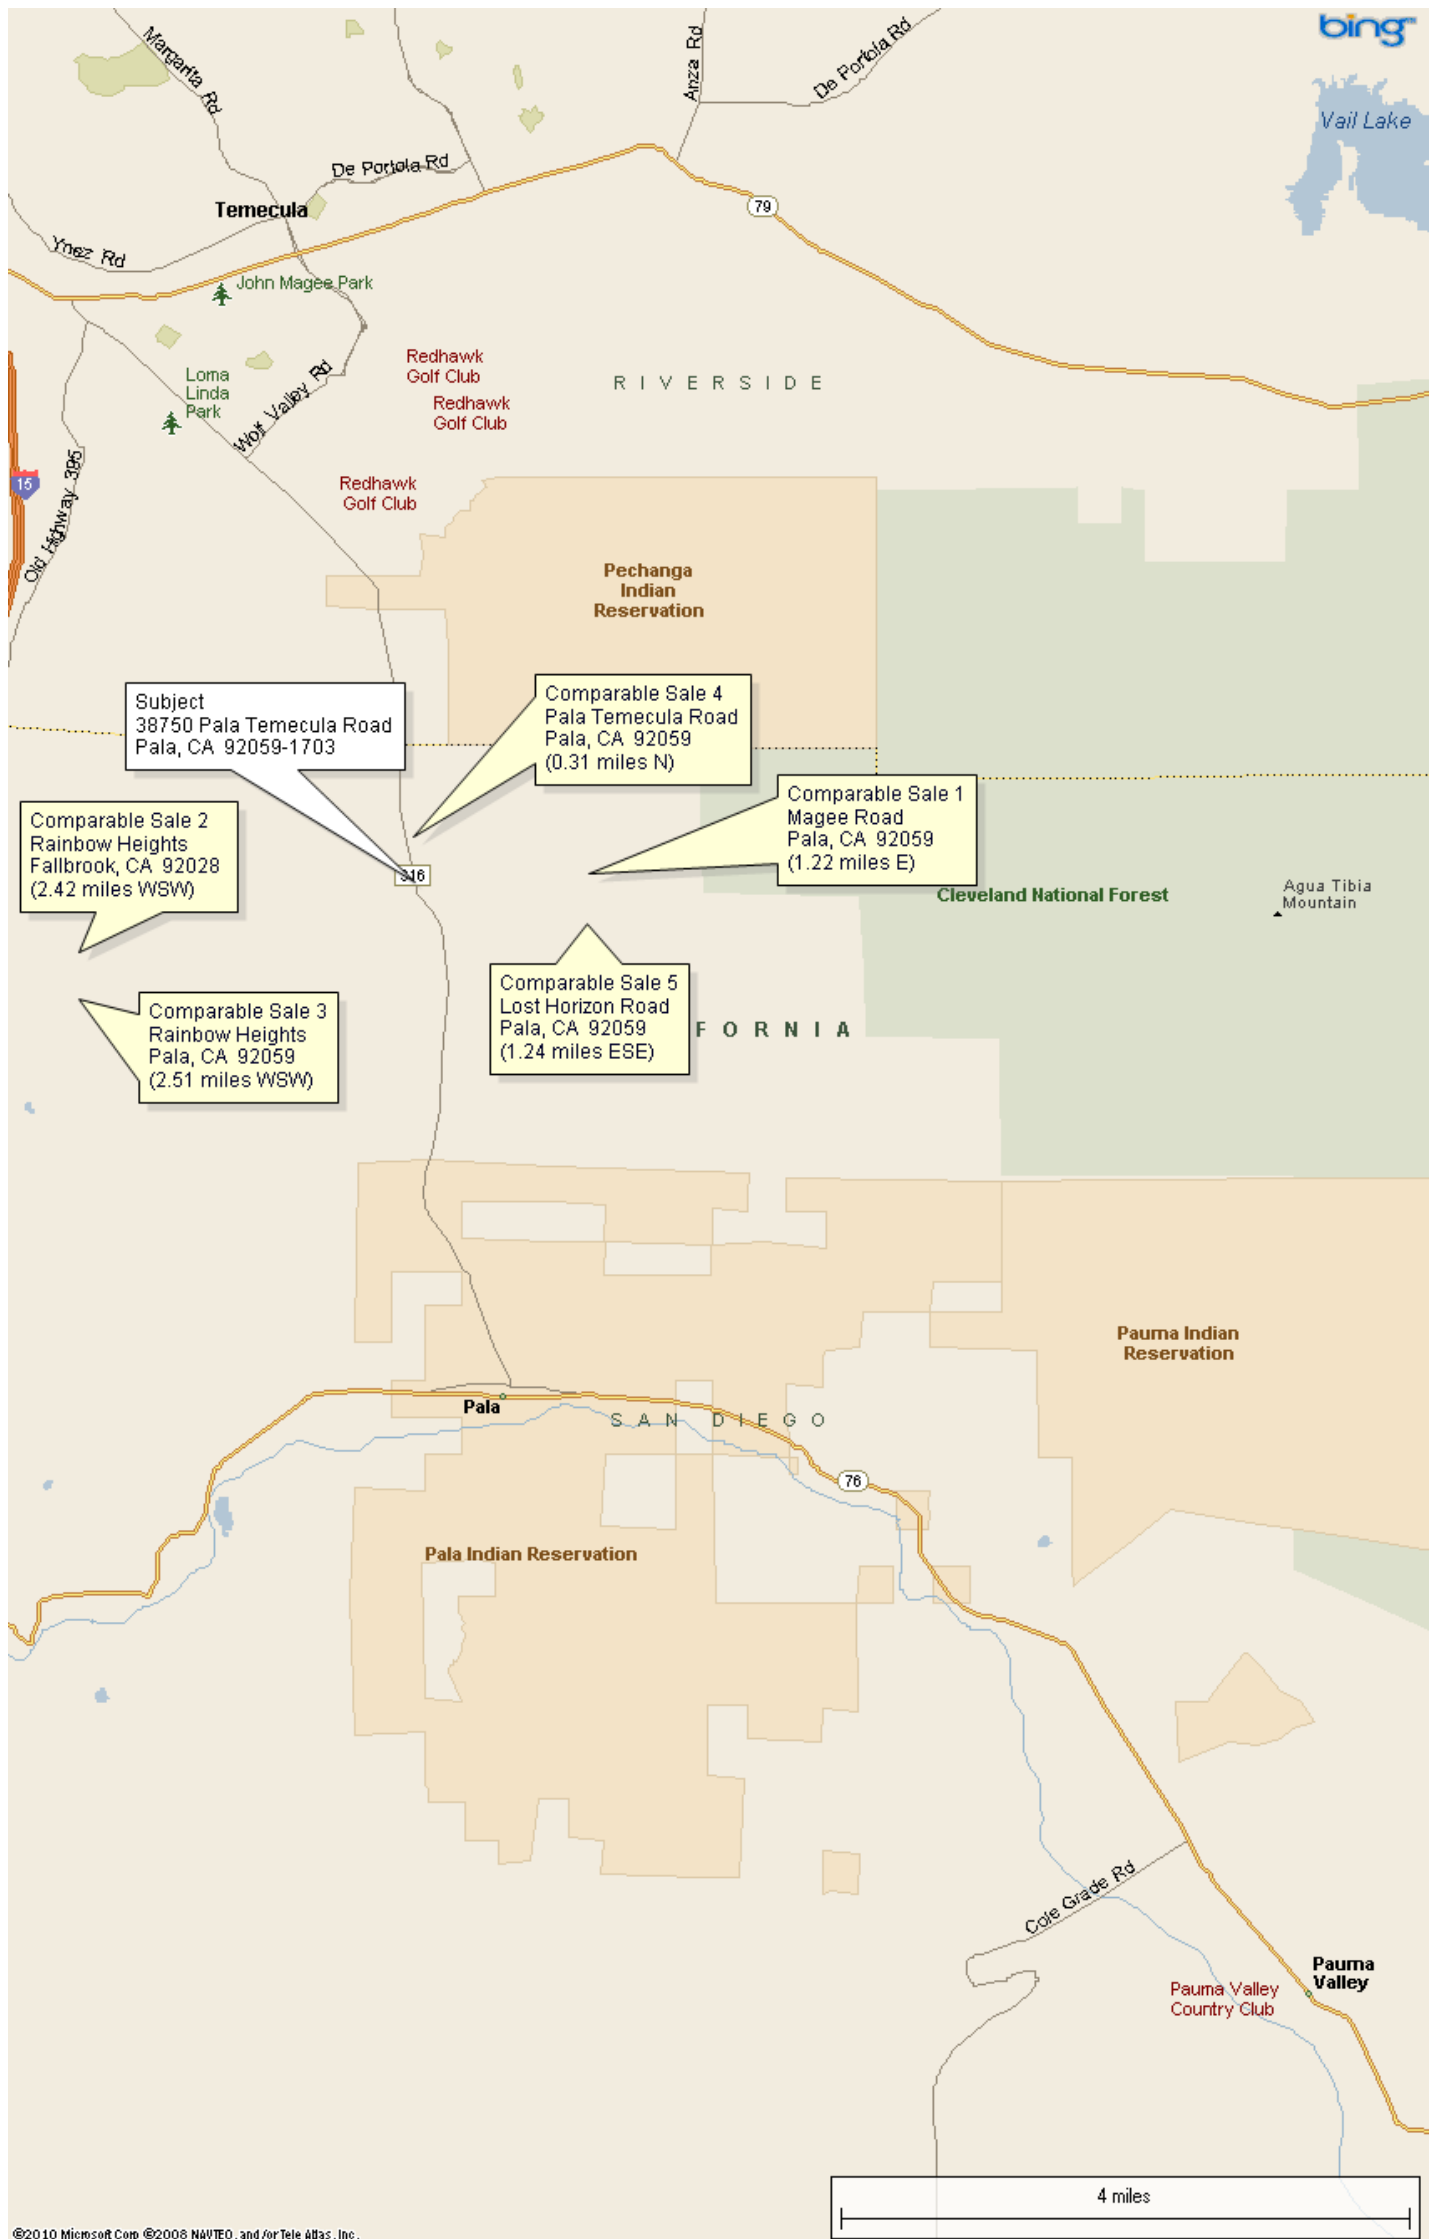 bing™
Margarita Rd
Anza Rd
De Portola Rd
Vail Lake
De Portola Rd
Temecula
79
Ynez Rd
John Magee Park
Redhawk
Golf Club
RIVERSIDE
Loma
Linda
Park
Redhawk
Golf Club
Wolf Valley Rd
15
Old Highway 395
Redhawk
Golf Club
Pechanga
Indian
Reservation
Subject
38750 Pala Temecula Road
Pala, CA 92059-1703
Comparable Sale 4
Pala Temecula Road
Pala, CA 92059
(0.31 miles N)
Comparable Sale 1
Magee Road
Pala, CA 92059
(1.22 miles E)
Comparable Sale 2
Rainbow Heights
Fallbrook, CA 92028
(2.42 miles WSW)
S16
Cleveland National Forest
Agua Tibia
Mountain
Comparable Sale 5
Lost Horizon Road
Pala, CA 92059
(1.24 miles ESE)
Comparable Sale 3
Rainbow Heights
Pala, CA 92059
(2.51 miles WSW)
FORNIA
Pauma Indian
Reservation
Pala
SAN DIEGO
76
Pala Indian Reservation
Cole Grade Rd
Pauma
Valley
Pauma Valley
Country Club
4 miles
©2010 Microsoft Corp ©2008 NAVTEQ, and/or Tele Atlas, Inc.